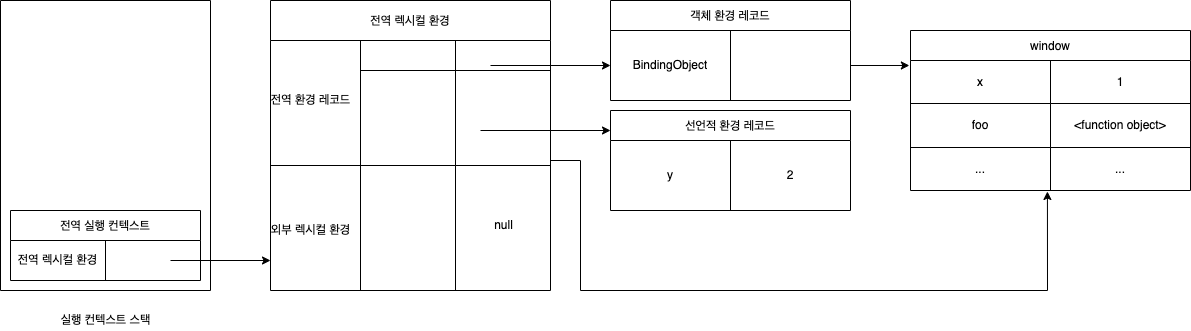 전역 실행 컨텍스트
전역 렉시컬 환경
실행 컨텍스트 스택
전역 렉시컬 환경
전역 환경 레코드
외부 렉시컬 환경
null
객체 환경 레코드
BindingObject
선언적 환경 레코드
y
2
window
x
1
foo
<function object>
...
...